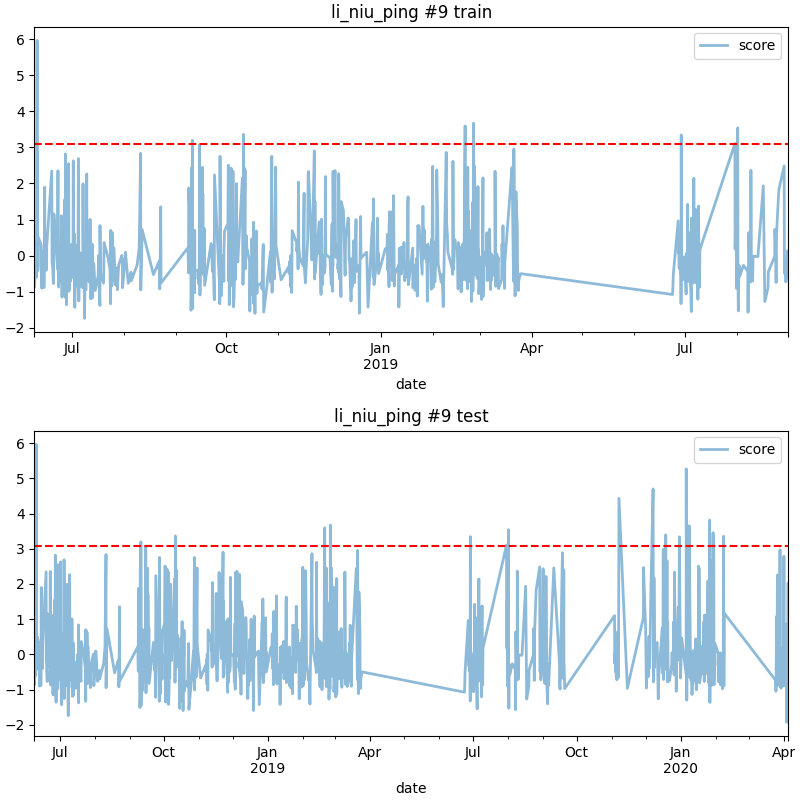 li_niu_ping #9 train
score
6
5
4
3
2
1
0
−1
−2
Jul
Oct
Jan
2019
Apr
Jul
date
li_niu_ping #9 test
score
6
5
4
3
2
1
0
−1
−2
Jul
Oct
Jan
2019
Apr
Jul
Oct
Jan
2020
Apr
date